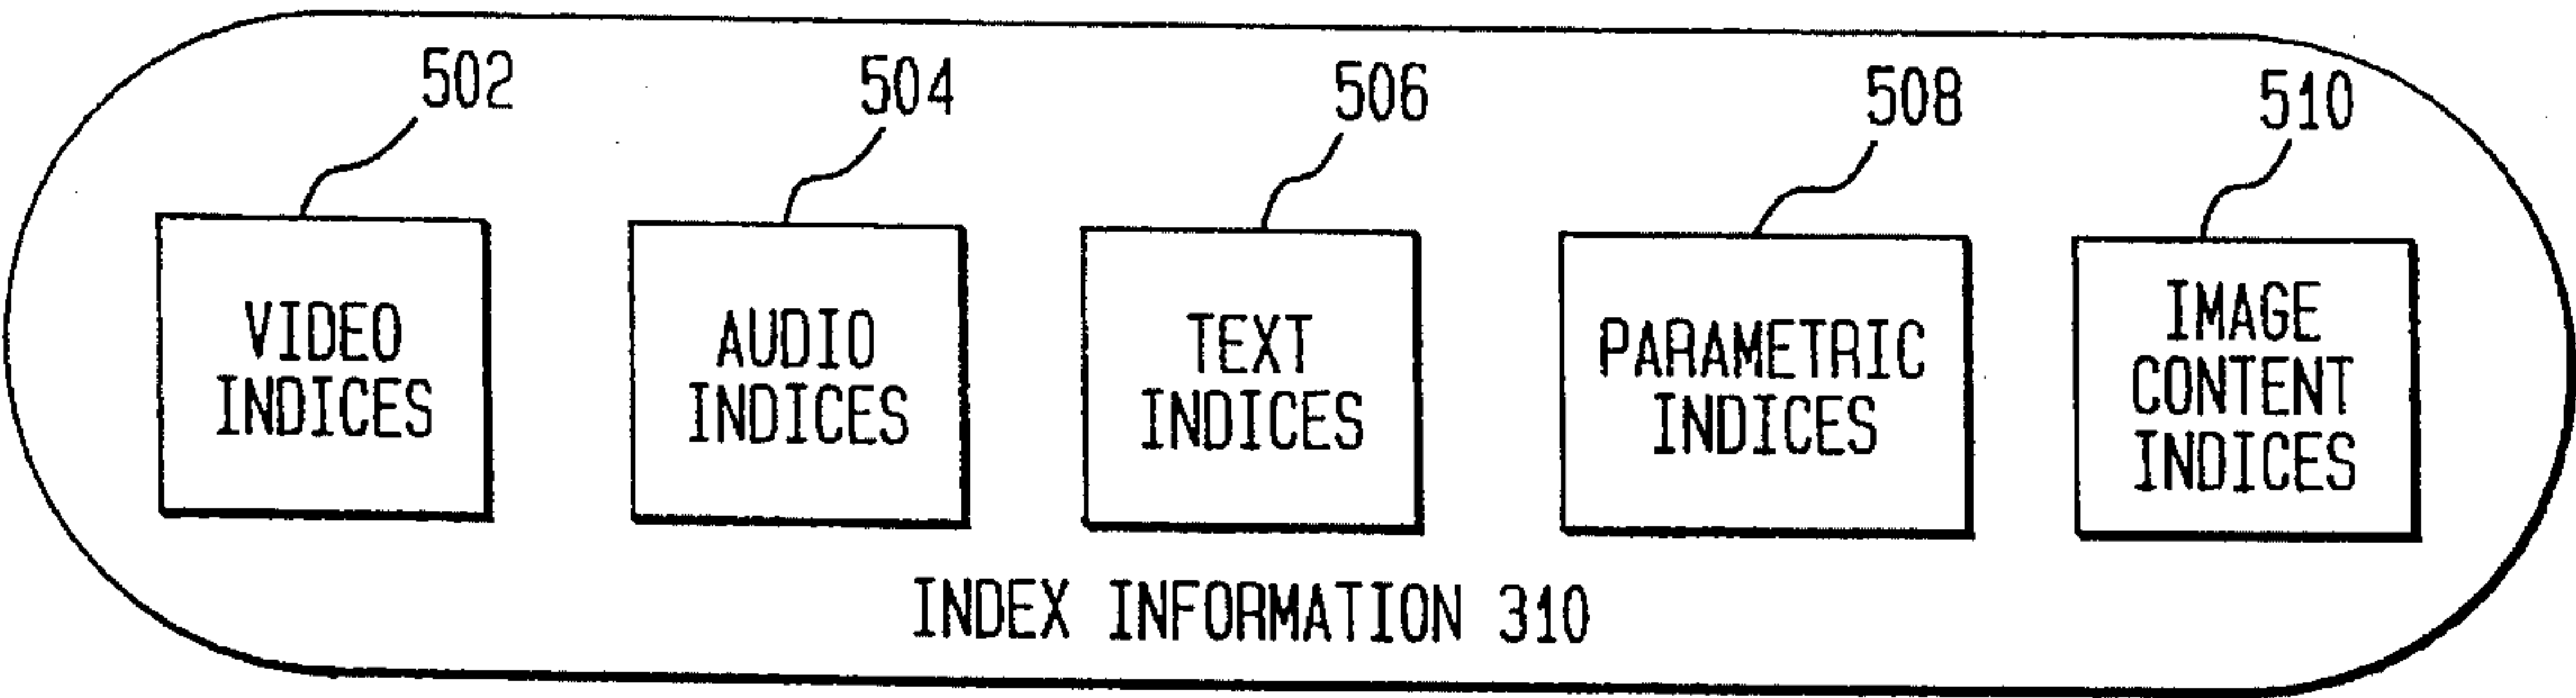 502
504
506
508
510
VIDEO
INDICES
AUDIO
INDICES
TEXT
INDICES
PARAMETRIC
INDICES
IMAGE
CONTENT
INDICES
INDEX INFORMATION 310